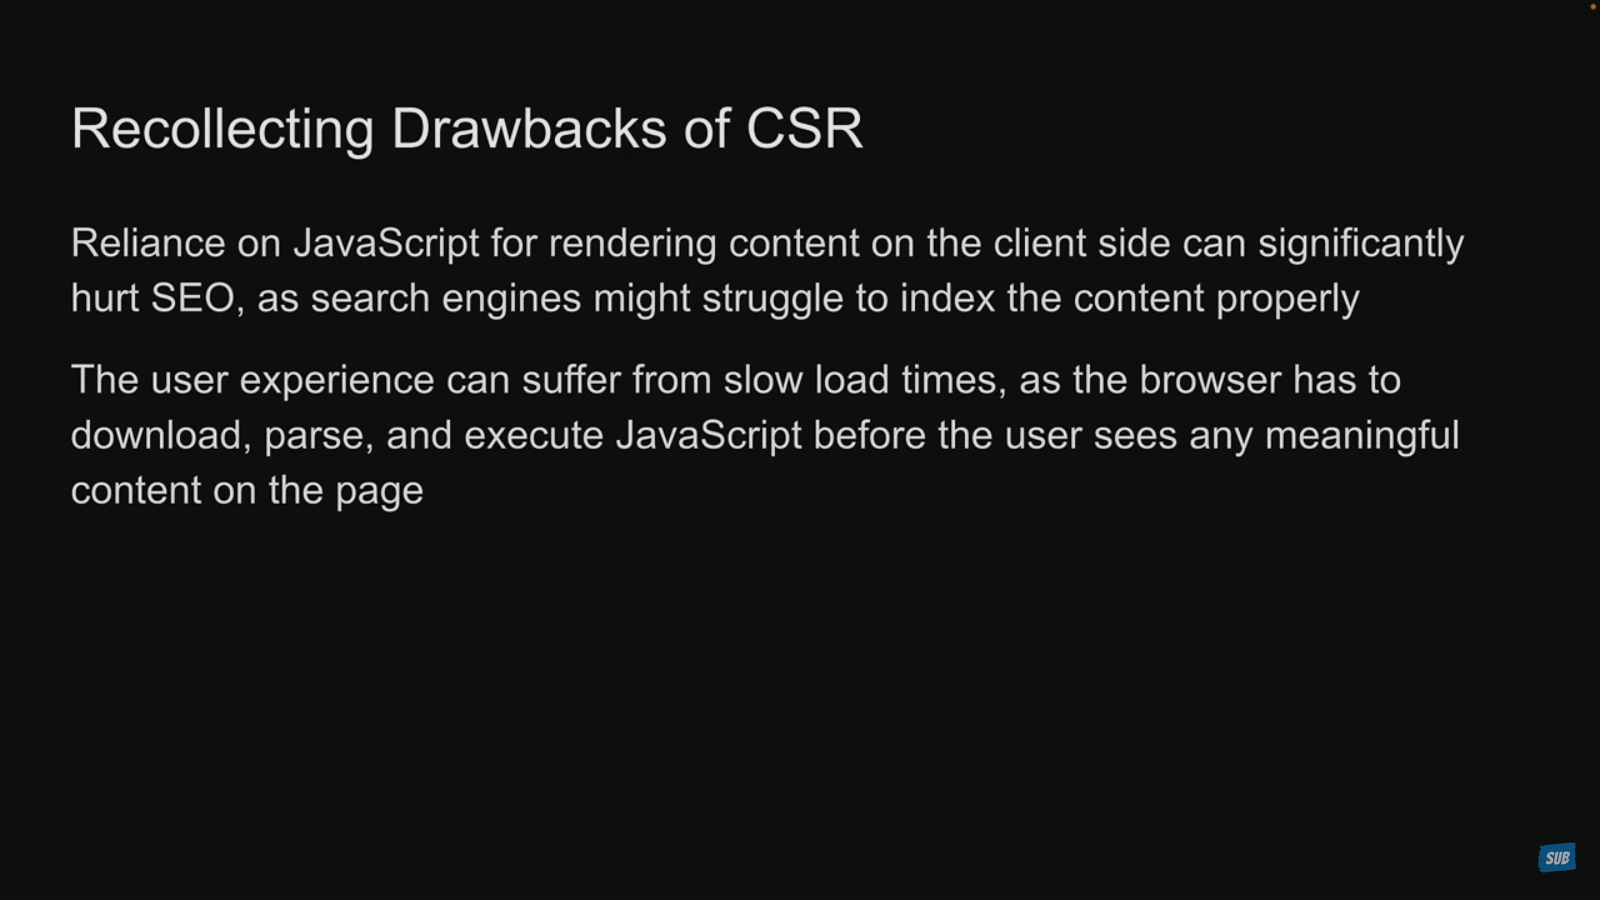 Recollecting Drawbacks of CSR
Reliance on JavaScript for rendering content on the client side can significantly
hurt SEO, as search engines might struggle to index the content properly
The user experience can suffer from slow load times, as the browser has to
download, parse, and execute JavaScript before the user sees any meaningful
content on the page
SUB